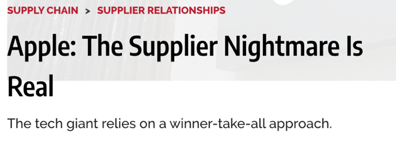 SUPPLY CHAIN > SUPPLIER RELATIONSHIPS
Apple: The Supplier Nightmare Is
Real
The tech giant relies on a winner-take-all approach.